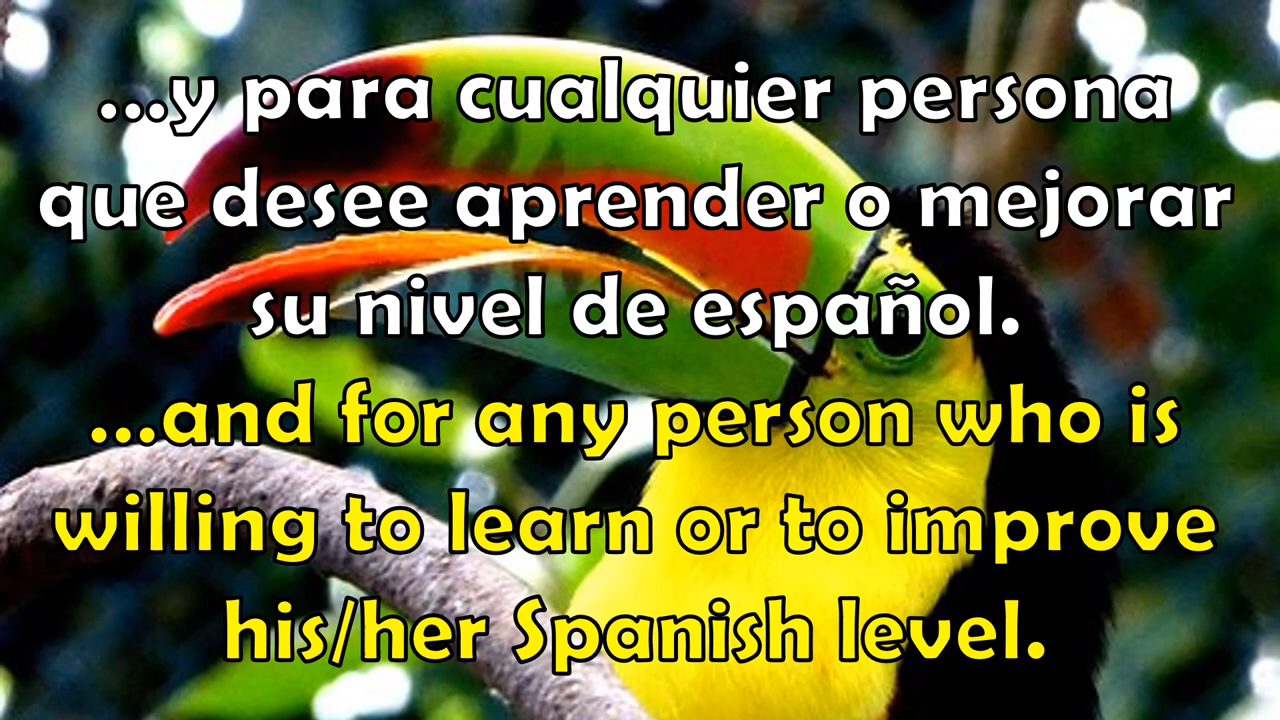 ...y para cualquier persona
que desee aprender o mejorar
su nivel de español.
...and for any person who is
willing to learn or to improve
his/her Spanish level.